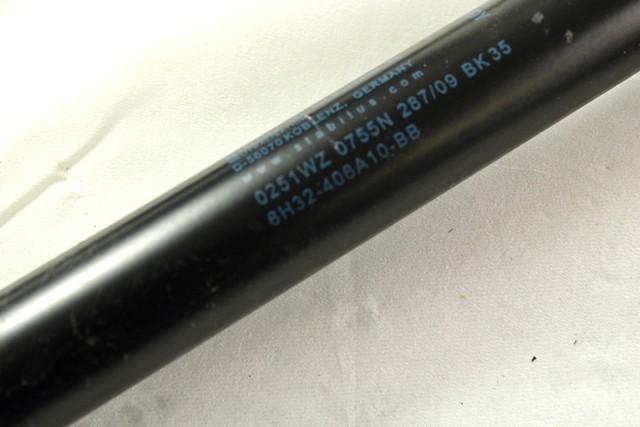 D-56070 KOBLENZ, GERMANY
www.stabilus.com
0251WZ 0755N 287/09 BK35
6H32-406A10-BB